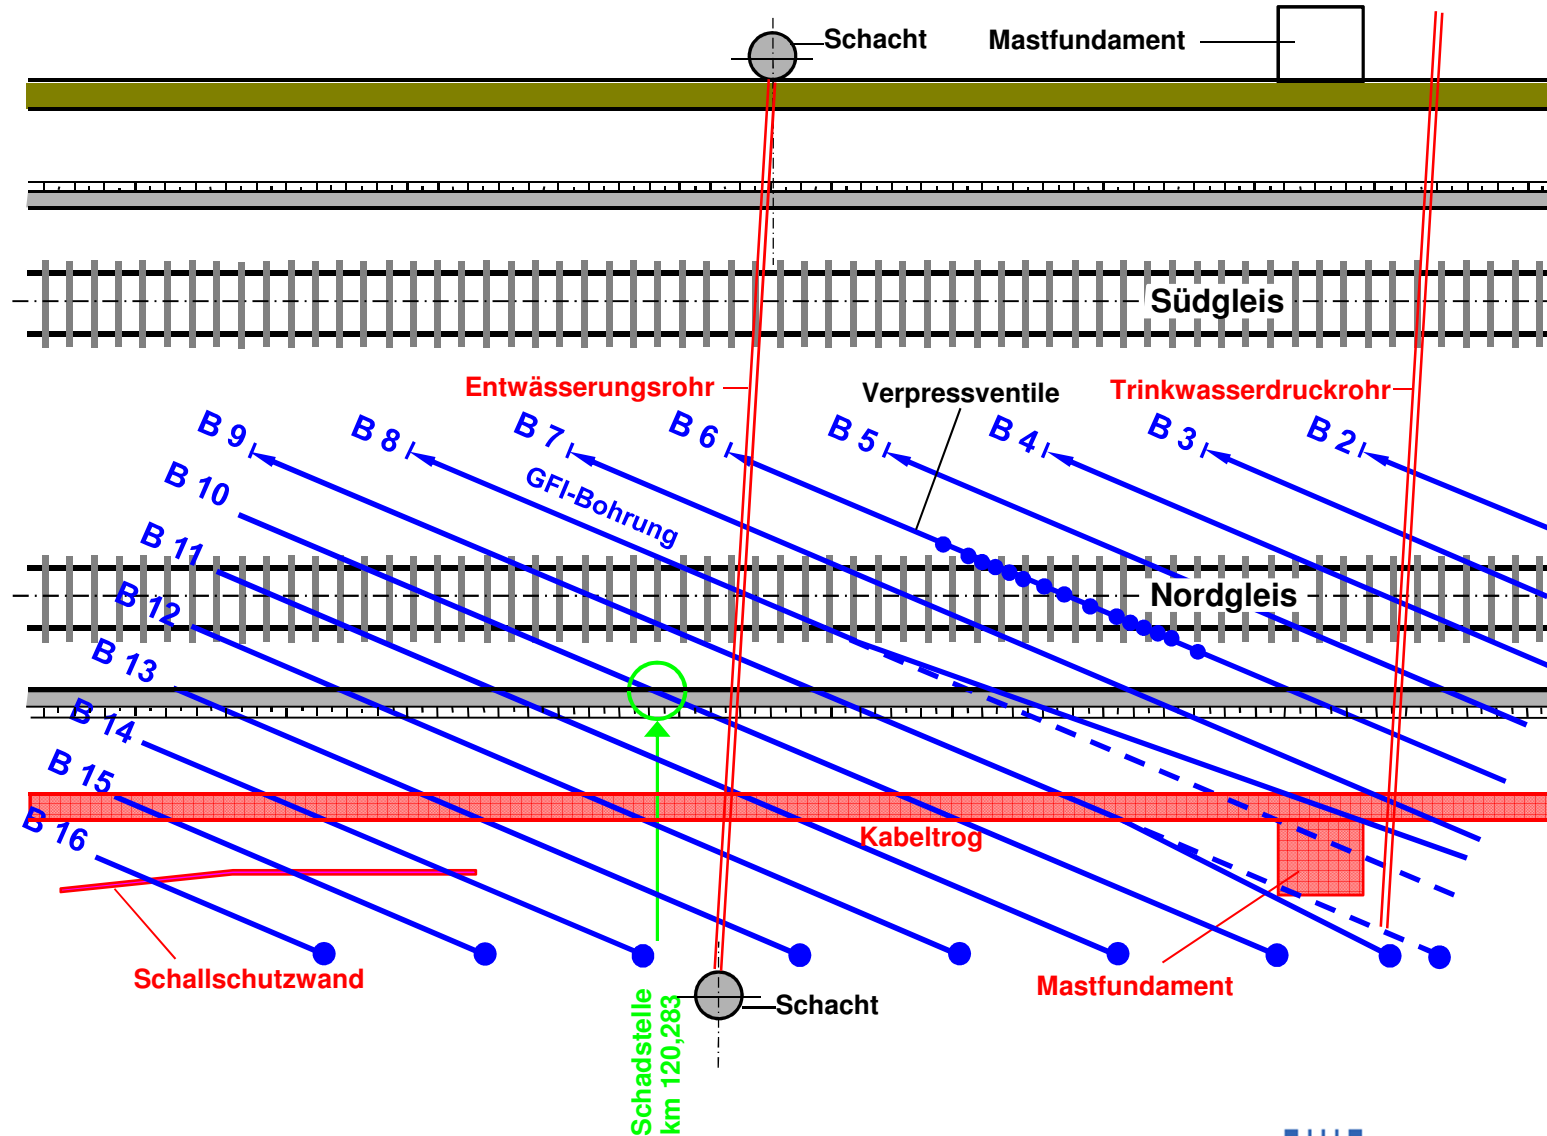 Schacht
Mastfundament
Südgleis
Entwässerungsrohr
Verpressventile
Trinkwasserdruckrohr
B 9
B 8
B 7
B 6
B 5
B 4
B 3
B 2
B 10
GFI-Bohrung
B 11
B 12
Nordgleis
B 13
B 14
B 15
B 16
Kabeltrog
Schallschutzwand
Mastfundament
Schacht
Schadstelle
km 120,283